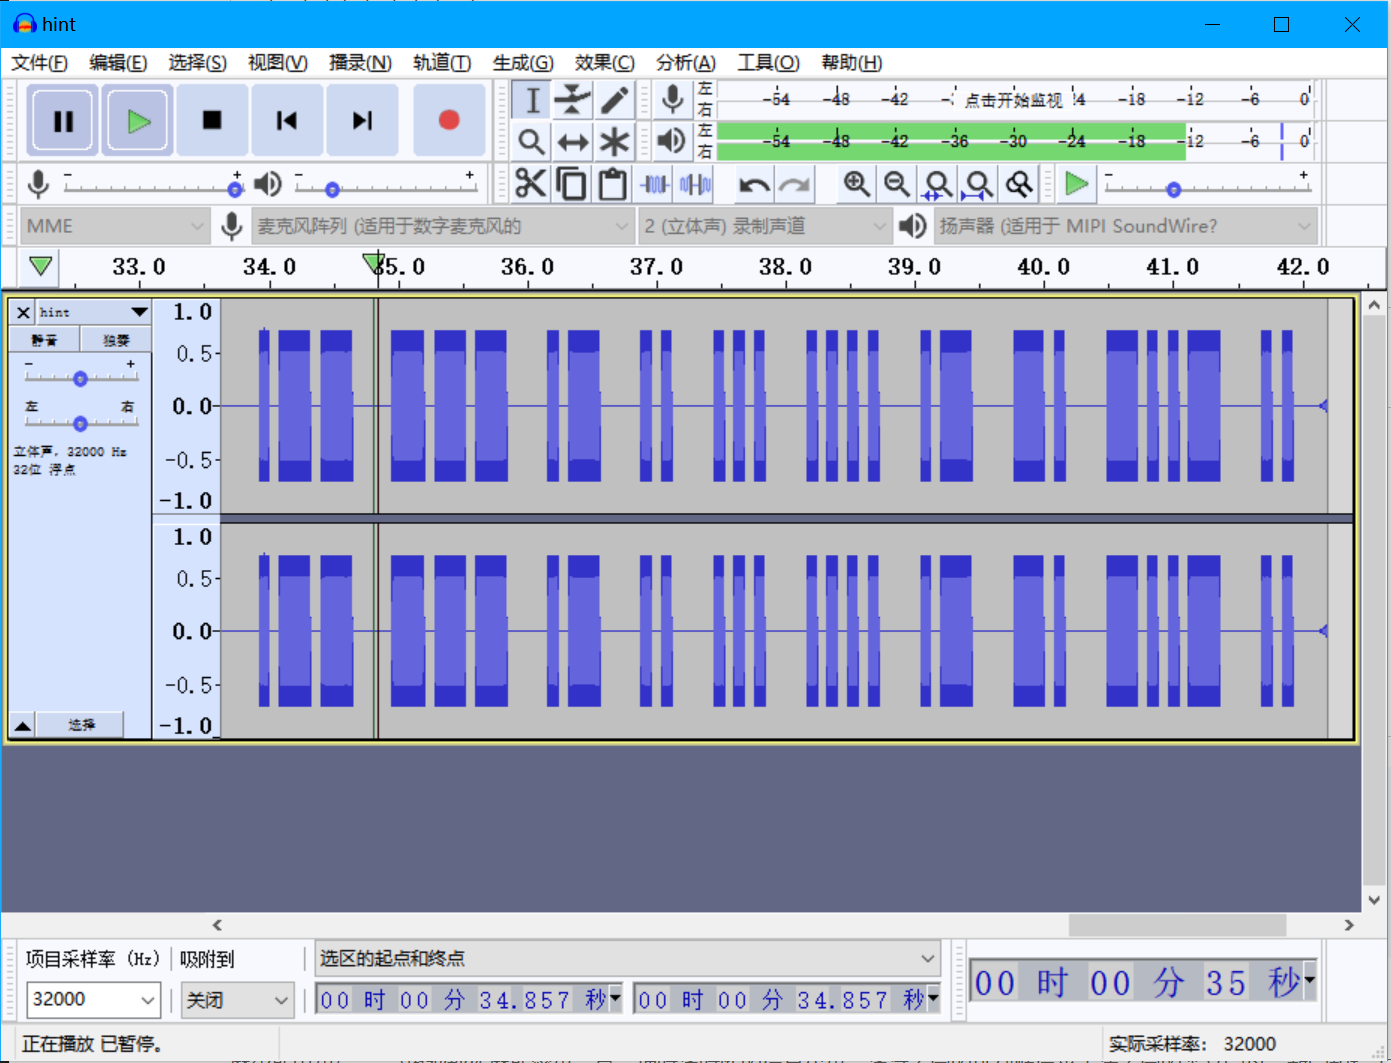 hint
文件(F) 编辑(E) 选择(S) 视图(V) 播录(N) 轨道(T) 生成(G) 效果(C) 分析(A) 工具(O) 帮助(H)
左 右 -54 -48 -42 点击开始监视 -18 -12 -6 0
左 右 -54 -48 -42 -36 -30 -24 -18 -12 -6 0
MME 麦克风阵列 (适用于数字麦克风的 2 (立体声) 录制声道 扬声器 (适用于 MIPI SoundWire?
33.0 34.0 35.0 36.0 37.0 38.0 39.0 40.0 41.0 42.0
hint
静音 独奏
- +
左 右
立体声, 32000 Hz
32位 浮点
选择
1.0
0.5
0.0
-0.5
-1.0
1.0
0.5
0.0
-0.5
-1.0
项目采样率 (Hz) 吸附到 选区的起点和终点
32000 关闭 00 时 00 分 34.857 秒 00 时 00 分 34.857 秒 00 时 00 分 35 秒
正在播放 已暂停。 实际采样率: 32000